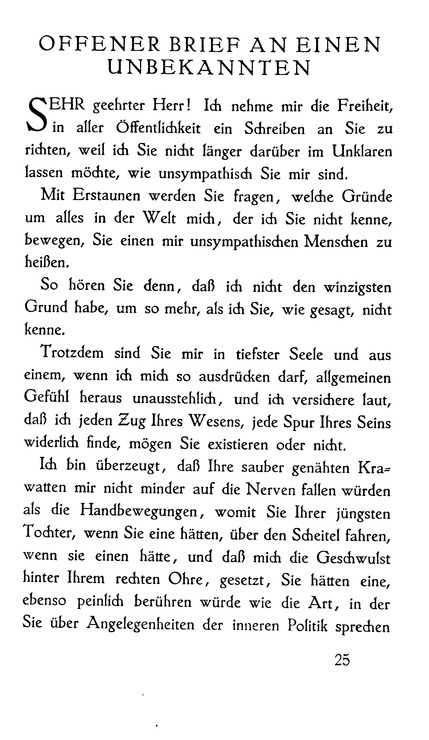 OFFENER BRIEF AN EINEN
UNBEKANNTEN
SEHR geehrter Herr! Ich nehme mir die Freiheit,
in aller Öffentlichkeit ein Schreiben an Sie zu
richten, weil ich Sie nicht länger darüber im Unklaren
lassen möchte, wie unsympathisch Sie mir sind.
Mit Erstaunen werden Sie fragen, welche Gründe
um alles in der Welt mich, der ich Sie nicht kenne,
bewegen, Sie einen mir unsympathischen Menschen zu
heißen.
So hören Sie denn, daß ich nicht den winzigsten
Grund habe, um so mehr, als ich Sie, wie gesagt, nicht
kenne.
Trotzdem sind Sie mir in tiefster Seele und aus
einem, wenn ich mich so ausdrücken darf, allgemeinen
Gefühl heraus unausstehlich, und ich versichere laut,
daß ich jeden Zug Ihres Wesens, jede Spur Ihres Seins
widerlich finde, mögen Sie existieren oder nicht.
Ich bin überzeugt, daß Ihre sauber genähten Kra=
watten mir nicht minder auf die Nerven fallen würden
als die Handbewegungen, womit Sie Ihrer jüngsten
Tochter, wenn Sie eine hätten, über den Scheitel fahren,
wenn sie einen hätte, und daß mich die Geschwulst
hinter Ihrem rechten Ohre, gesetzt, Sie hätten eine,
ebenso peinlich berühren würde wie die Art, in der
Sie über Angelegenheiten der inneren Politik sprechen
25